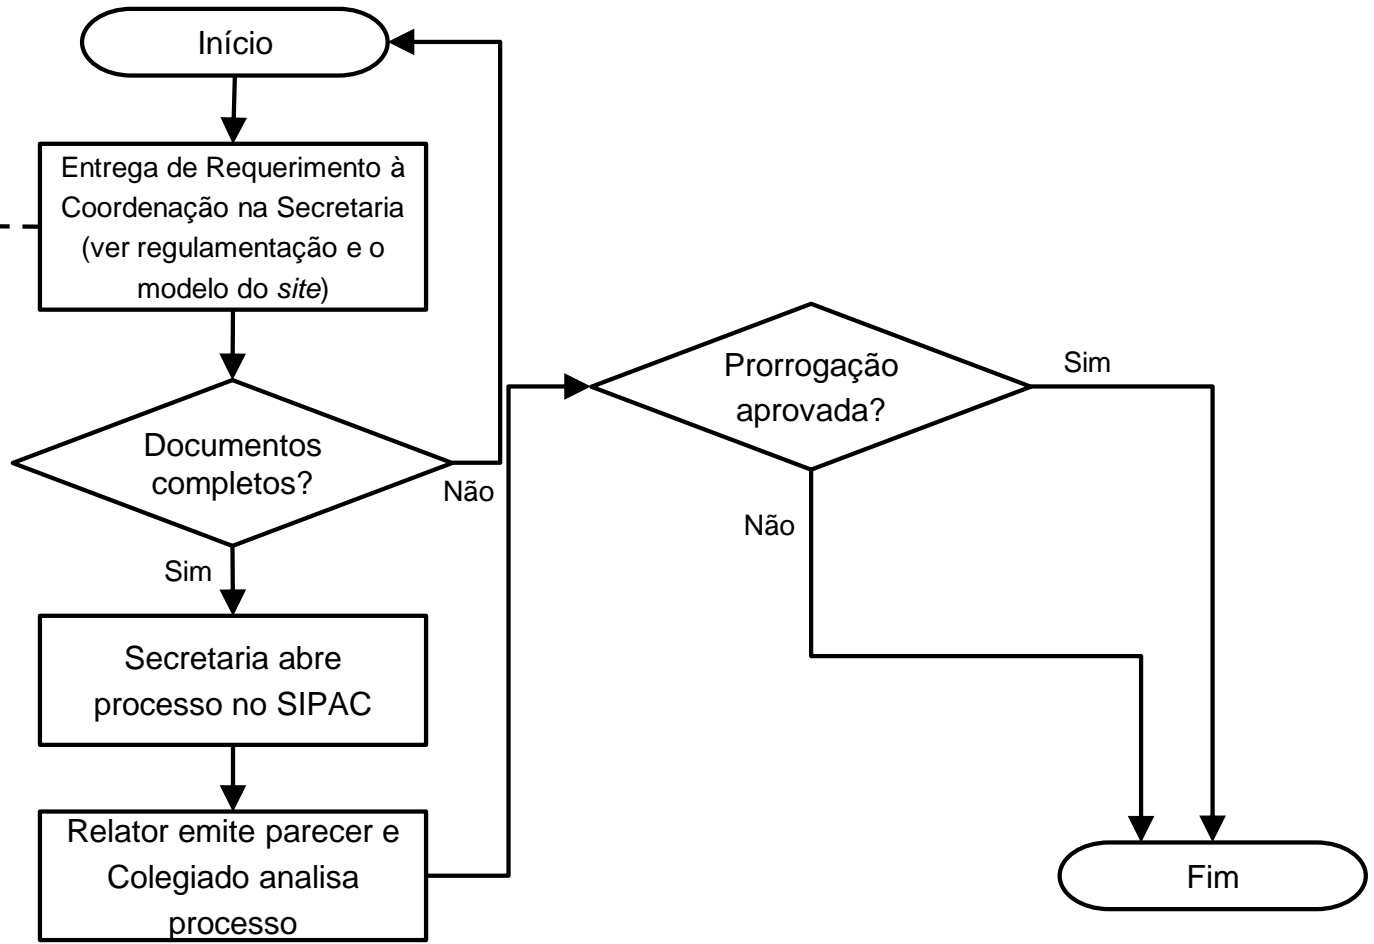 Início
Entrega de Requerimento à
Coordenação na Secretaria
(ver regulamentação e o
modelo do site)
Documentos
completos?
Não
Sim
Secretaria abre
processo no SIPAC
Relator emite parecer e
Colegiado analisa
processo
Prorrogação
aprovada?
Sim
Não
Fim